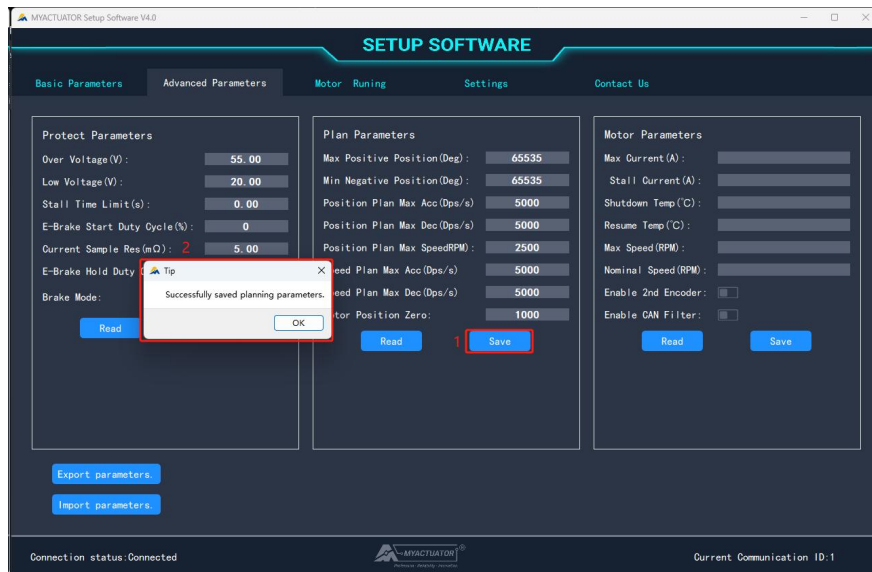 MYACTUATOR Setup Software V4.0
SETUP SOFTWARE
Basic Parameters
Advanced Parameters
Motor Runing
Settings
Contact Us
Protect Parameters
Over Voltage(V): 55.00
Low Voltage(V): 20.00
Stall Time Limit(s): 0.00
E-Brake Start Duty Cycle(%): 0
Current Sample Res(mΩ): 2 5.00
E-Brake Hold Duty
Brake Mode:
Read
Tip
Successfully saved planning parameters.
OK
Plan Parameters
Max Positive Position(Deg): 65535
Min Negative Position(Deg): 65535
Position Plan Max Acc(Dps/s) 5000
Position Plan Max Dec(Dps/s) 5000
Position Plan Max SpeedRPM): 2500
eed Plan Max Acc(Dps/s) 5000
eed Plan Max Dec(Dps/s) 5000
tor Position Zero: 1000
Read 1 Save
Motor Parameters
Max Current(A):
Stall Current(A):
Shutdown Temp(℃):
Resume Temp(℃):
Max Speed(RPM):
Nominal Speed(RPM):
Enable 2nd Encoder:
Enable CAN Filter:
Read Save
Export parameters.
Import parameters.
Connection status:Connected
MYACTUATOR®
Current Communication ID:1